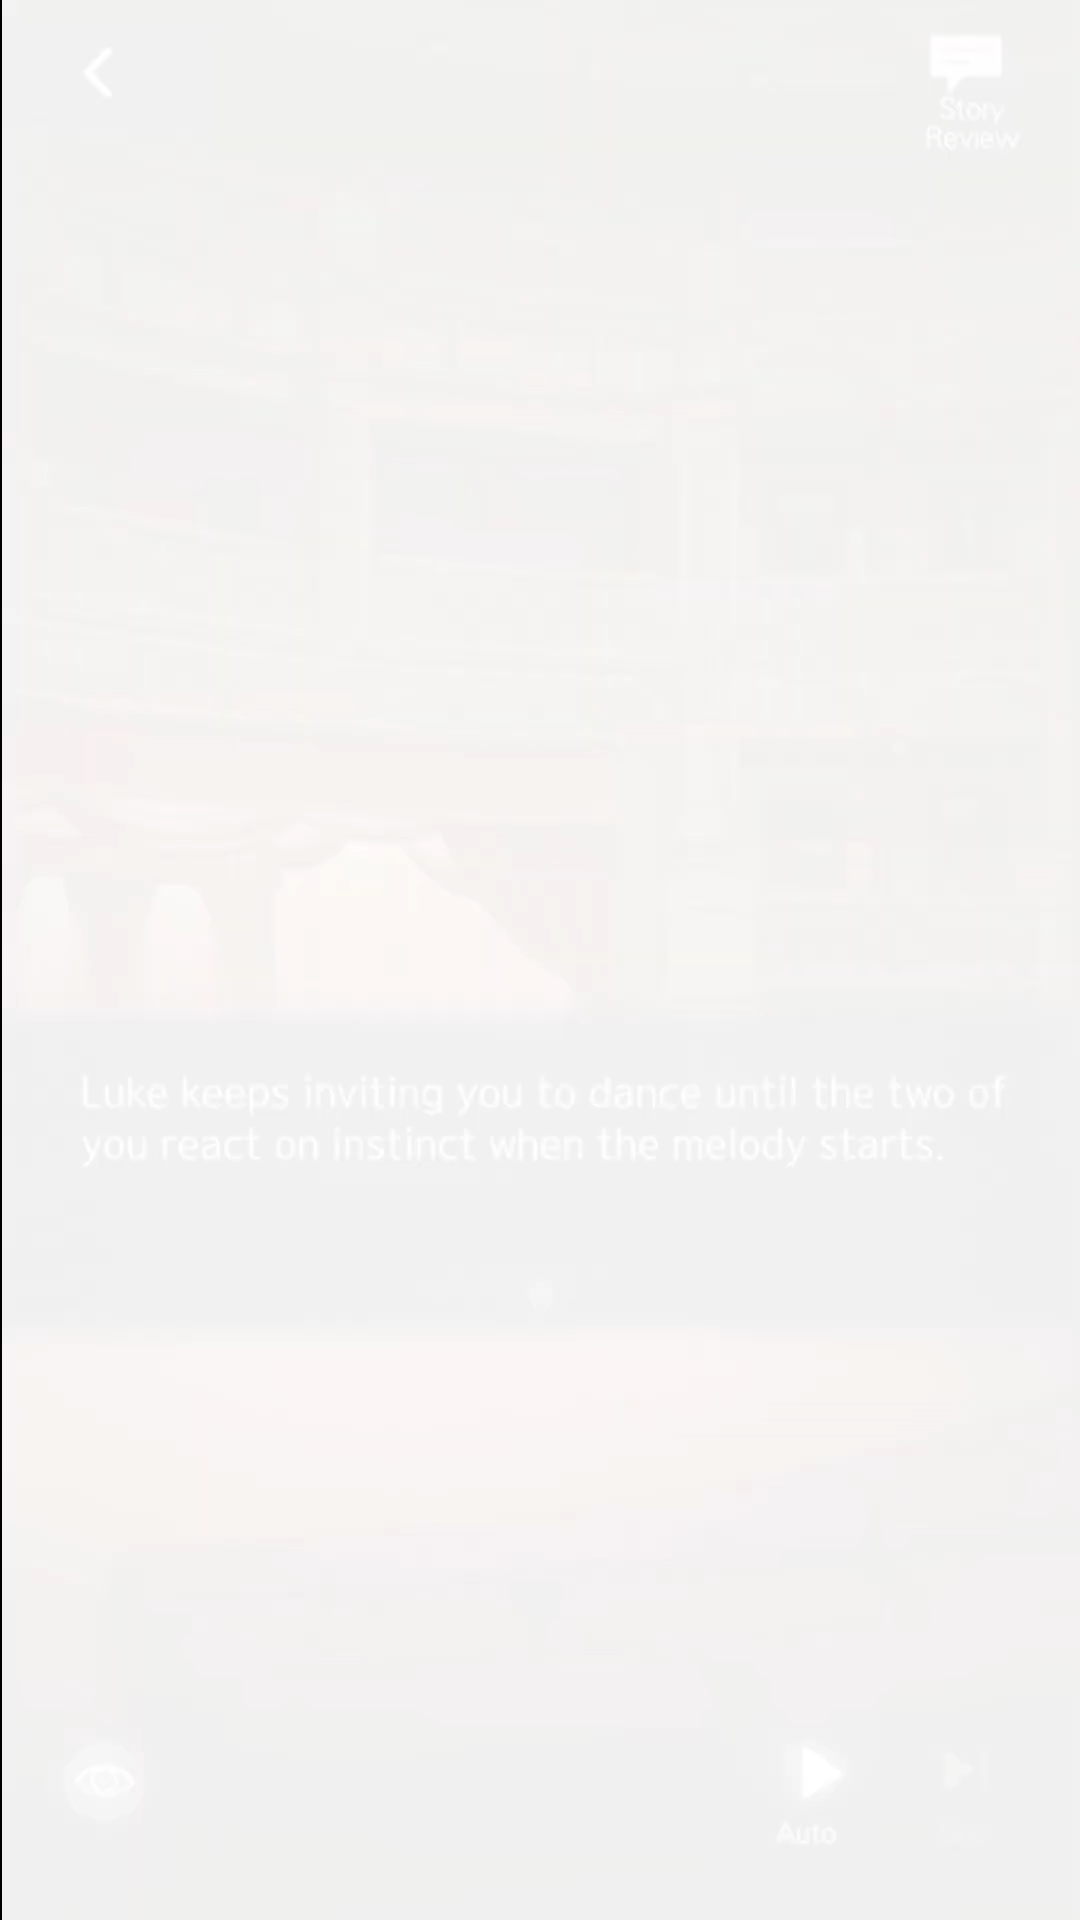 Story
Review
Luke keeps inviting you to dance until the two of
you react on instinct when the melody starts.
Auto